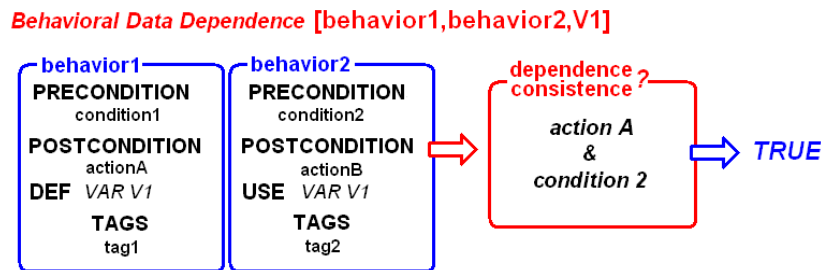 Behavioral Data Dependence [behavior1,behavior2,V1]
behavior1
PRECONDITION
condition1
POSTCONDITION
actionA
DEF VAR V1
TAGS
tag1
behavior2
PRECONDITION
condition2
POSTCONDITION
actionB
USE VAR V1
TAGS
tag2
dependence
consistence ?
action A
&
condition 2
TRUE